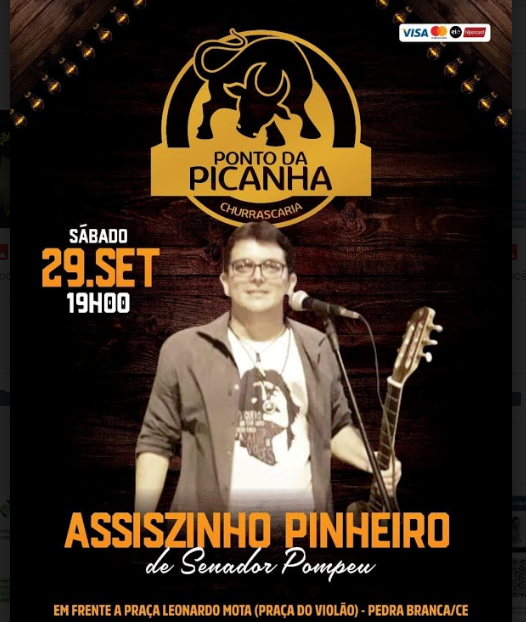 VISA
elo
Hipercard
PONTO DA
PICANHA
CHURRASCARIA
SÁBADO
29.SET
19H00
ASSISZINHO PINHEIRO
de Senador Pompeu
EM FRENTE A PRAÇA LEONARDO MOTA (PRAÇA DO VIOLÃO) - PEDRA BRANCA/CE